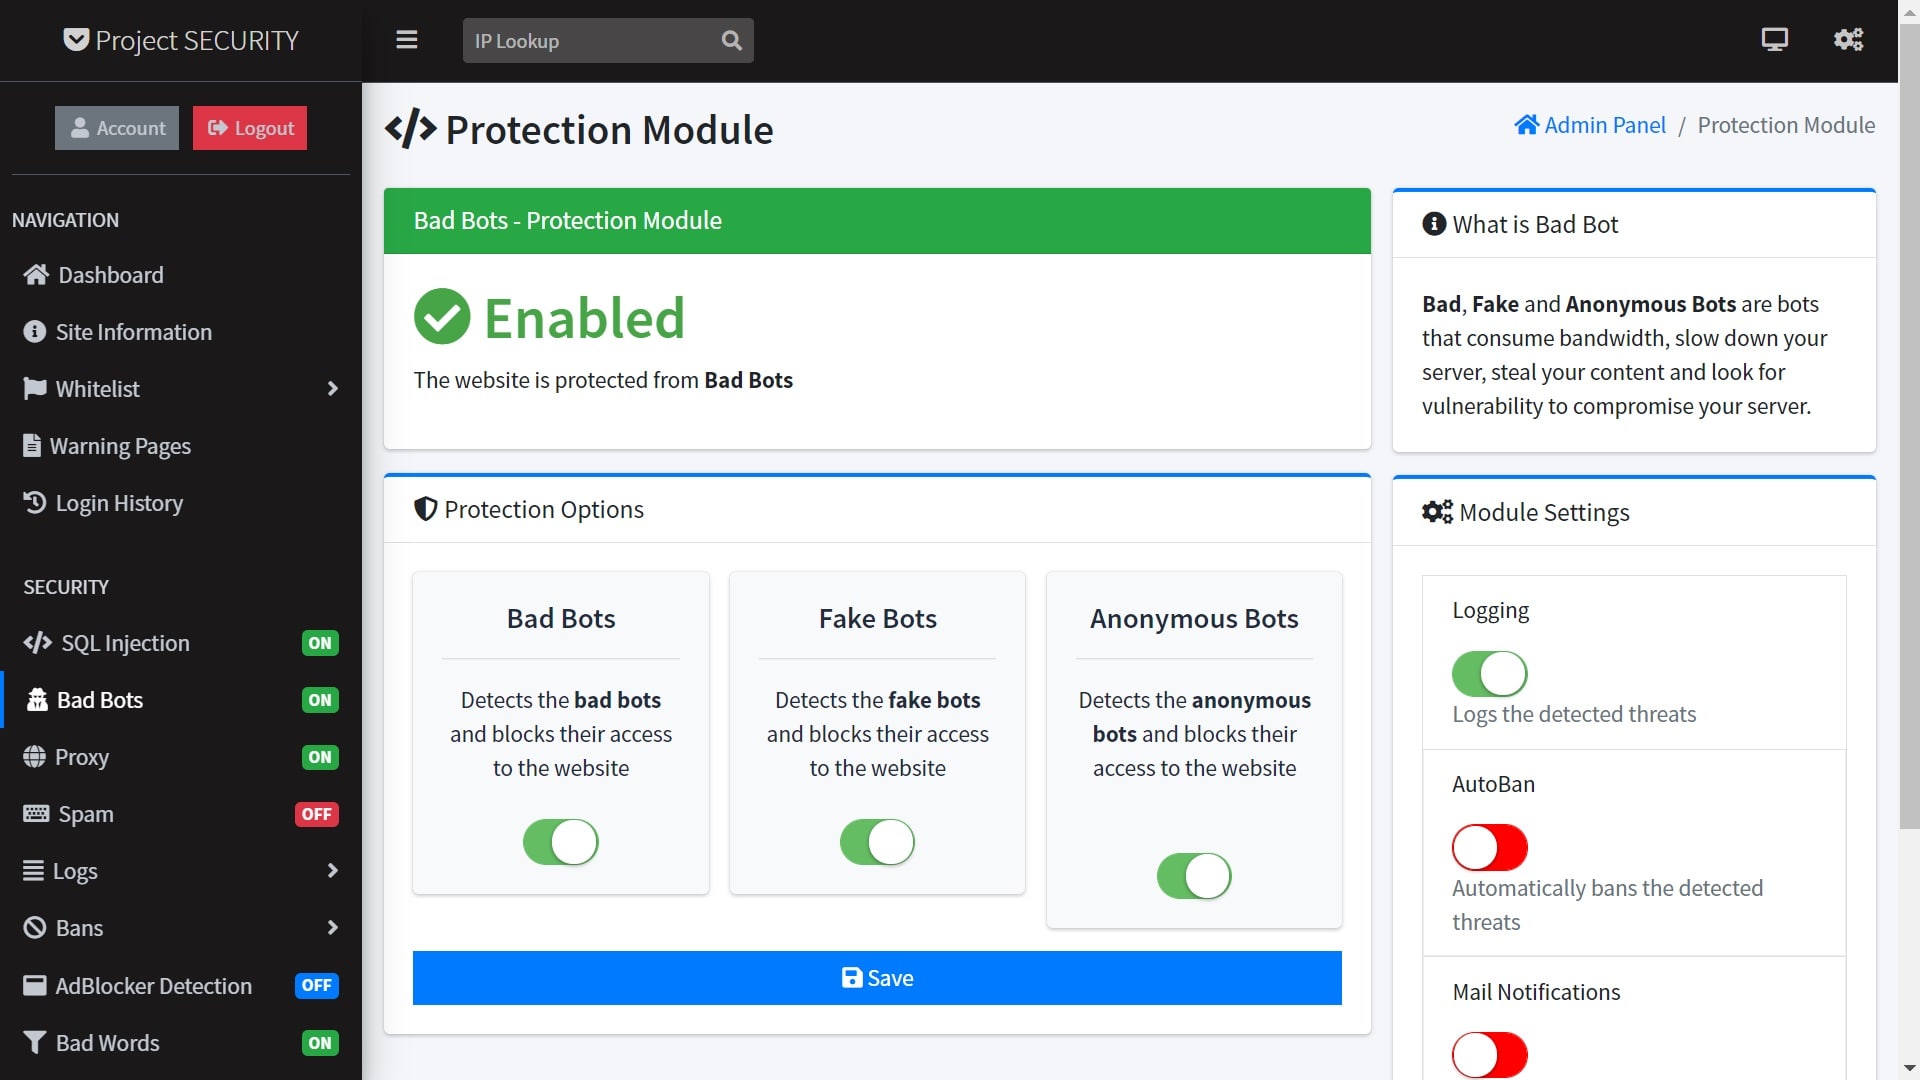 Project SECURITY
IP Lookup
Account
Logout
NAVIGATION
Dashboard
Site Information
Whitelist
Warning Pages
Login History
SECURITY
SQL Injection ON
Bad Bots ON
Proxy ON
Spam OFF
Logs
Bans
AdBlocker Detection OFF
Bad Words ON
Protection Module
Admin Panel / Protection Module
Bad Bots - Protection Module
Enabled
The website is protected from Bad Bots
Protection Options
Bad Bots
Detects the bad bots
and blocks their access
to the website
Fake Bots
Detects the fake bots
and blocks their access
to the website
Anonymous Bots
Detects the anonymous
bots and blocks their
access to the website
Save
What is Bad Bot
Bad, Fake and Anonymous Bots are bots
that consume bandwidth, slow down your
server, steal your content and look for
vulnerability to compromise your server.
Module Settings
Logging
Logs the detected threats
AutoBan
Automatically bans the detected
threats
Mail Notifications